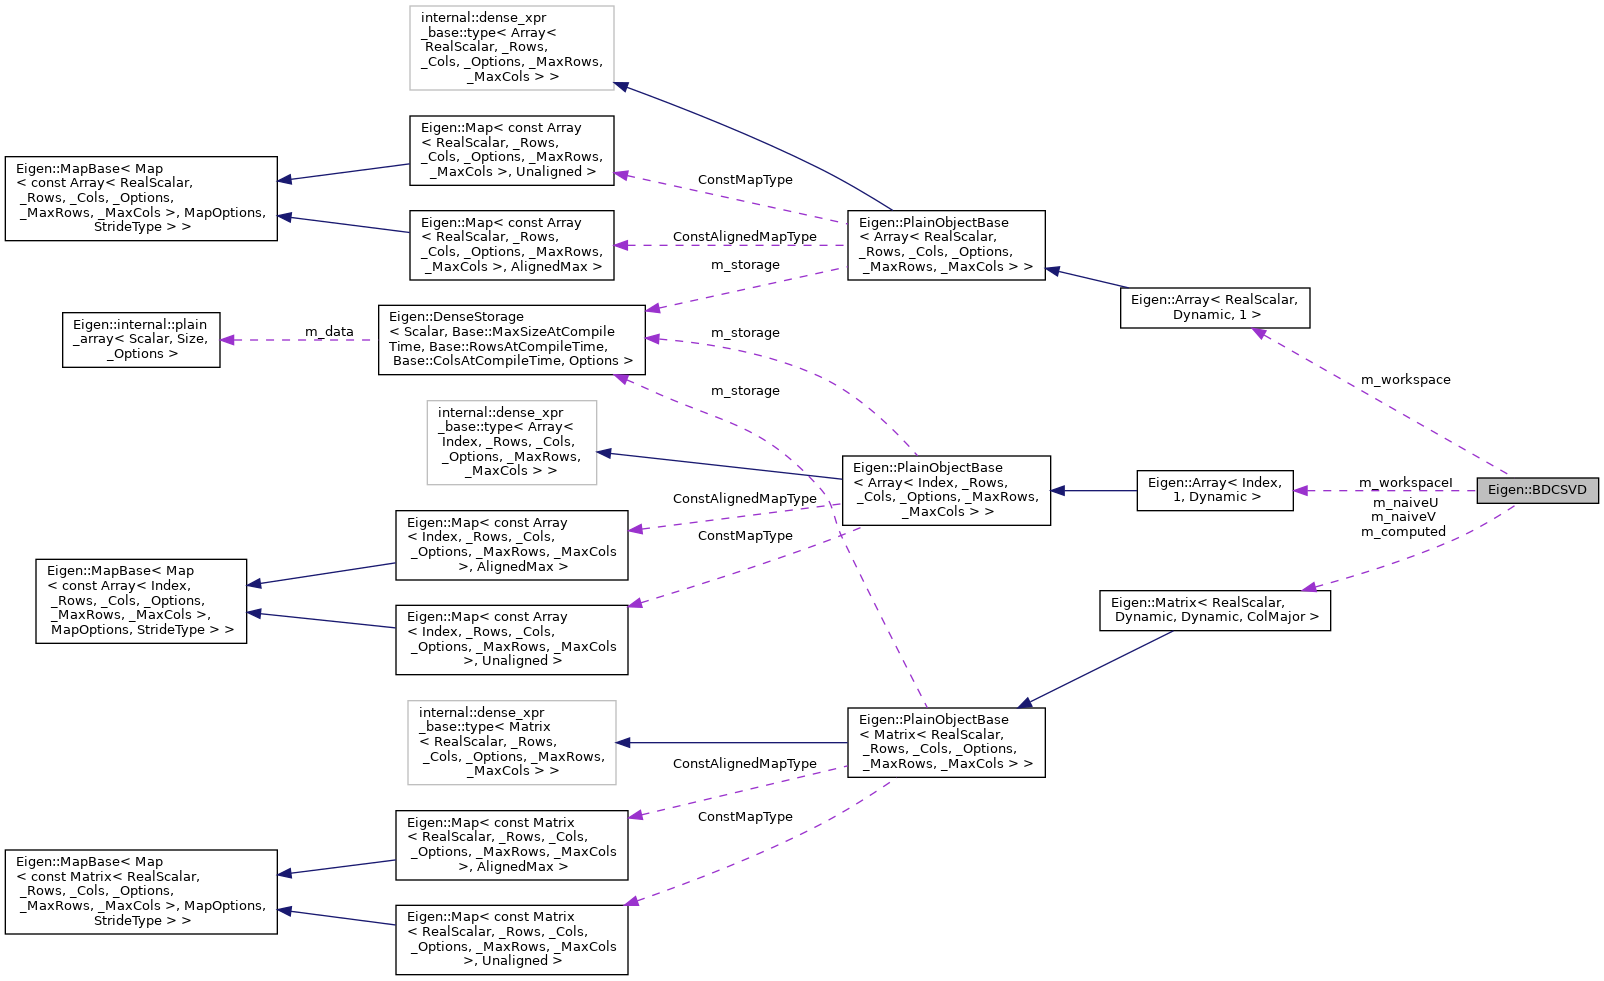 internal::dense_xpr
_base::type< Array<
RealScalar, _Rows,
_Cols, _Options, _MaxRows,
_MaxCols > >
Eigen::Map< const Array
< RealScalar, _Rows,
_Cols, _Options, _MaxRows,
_MaxCols >, Unaligned >
Eigen::MapBase< Map
< const Array< RealScalar,
_Rows, _Cols, _Options,
_MaxRows, _MaxCols >, MapOptions,
StrideType > >
ConstMapType
Eigen::Map< const Array
< RealScalar, _Rows,
_Cols, _Options, _MaxRows,
_MaxCols >, AlignedMax >
ConstAlignedMapType
Eigen::PlainObjectBase
< Array< RealScalar,
_Rows, _Cols, _Options,
_MaxRows, _MaxCols > >
m_storage
Eigen::Array< RealScalar,
Dynamic, 1 >
Eigen::internal::plain
_array< Scalar, Size,
_Options >
m_data
Eigen::DenseStorage
< Scalar, Base::MaxSizeAtCompile
Time, Base::RowsAtCompileTime,
Base::ColsAtCompileTime, Options >
m_storage
m_workspace
m_storage
internal::dense_xpr
_base::type< Array<
Index, _Rows, _Cols,
_Options, _MaxRows,
_MaxCols > >
Eigen::PlainObjectBase
< Array< Index, _Rows,
_Cols, _Options, _MaxRows,
_MaxCols > >
Eigen::Array< Index,
1, Dynamic >
m_workspaceI
m_naiveU
m_naiveV
m_computed
Eigen::BDCSVD
ConstAlignedMapType
Eigen::Map< const Array
< Index, _Rows, _Cols,
_Options, _MaxRows, _MaxCols
>, AlignedMax >
ConstMapType
Eigen::MapBase< Map
< const Array< Index,
_Rows, _Cols, _Options,
_MaxRows, _MaxCols >,
MapOptions, StrideType > >
Eigen::Map< const Array
< Index, _Rows, _Cols,
_Options, _MaxRows, _MaxCols
>, Unaligned >
Eigen::Matrix< RealScalar,
Dynamic, Dynamic, ColMajor >
internal::dense_xpr
_base::type< Matrix
< RealScalar, _Rows,
_Cols, _Options, _MaxRows,
_MaxCols > >
Eigen::PlainObjectBase
< Matrix< RealScalar,
_Rows, _Cols, _Options,
_MaxRows, _MaxCols > >
ConstAlignedMapType
Eigen::Map< const Matrix
< RealScalar, _Rows, _Cols,
_Options, _MaxRows, _MaxCols
>, AlignedMax >
ConstMapType
Eigen::MapBase< Map
< const Matrix< RealScalar,
_Rows, _Cols, _Options,
_MaxRows, _MaxCols >, MapOptions,
StrideType > >
Eigen::Map< const Matrix
< RealScalar, _Rows, _Cols,
_Options, _MaxRows, _MaxCols
>, Unaligned >